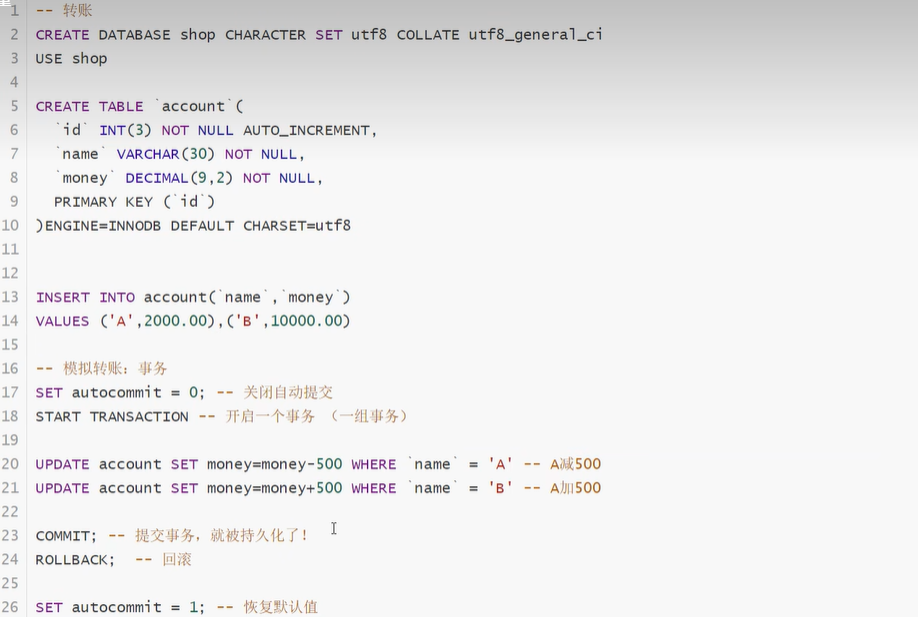 1 -- 转账
2 CREATE DATABASE shop CHARACTER SET utf8 COLLATE utf8_general_ci
3 USE shop
4
5 CREATE TABLE `account`(
6 `id` INT(3) NOT NULL AUTO_INCREMENT,
7 `name` VARCHAR(30) NOT NULL,
8 `money` DECIMAL(9,2) NOT NULL,
9 PRIMARY KEY (`id`)
10 )ENGINE=INNODB DEFAULT CHARSET=utf8
11
12
13 INSERT INTO account(`name`,`money`)
14 VALUES ('A',2000.00),('B',10000.00)
15
16 -- 模拟转账：事务
17 SET autocommit = 0; -- 关闭自动提交
18 START TRANSACTION -- 开启一个事务 （一组事务）
19
20 UPDATE account SET money=money-500 WHERE `name` = 'A' -- A减500
21 UPDATE account SET money=money+500 WHERE `name` = 'B' -- A加500
22
23 COMMIT; -- 提交事务，就被持久化了！
24 ROLLBACK; -- 回滚
25
26 SET autocommit = 1; -- 恢复默认值